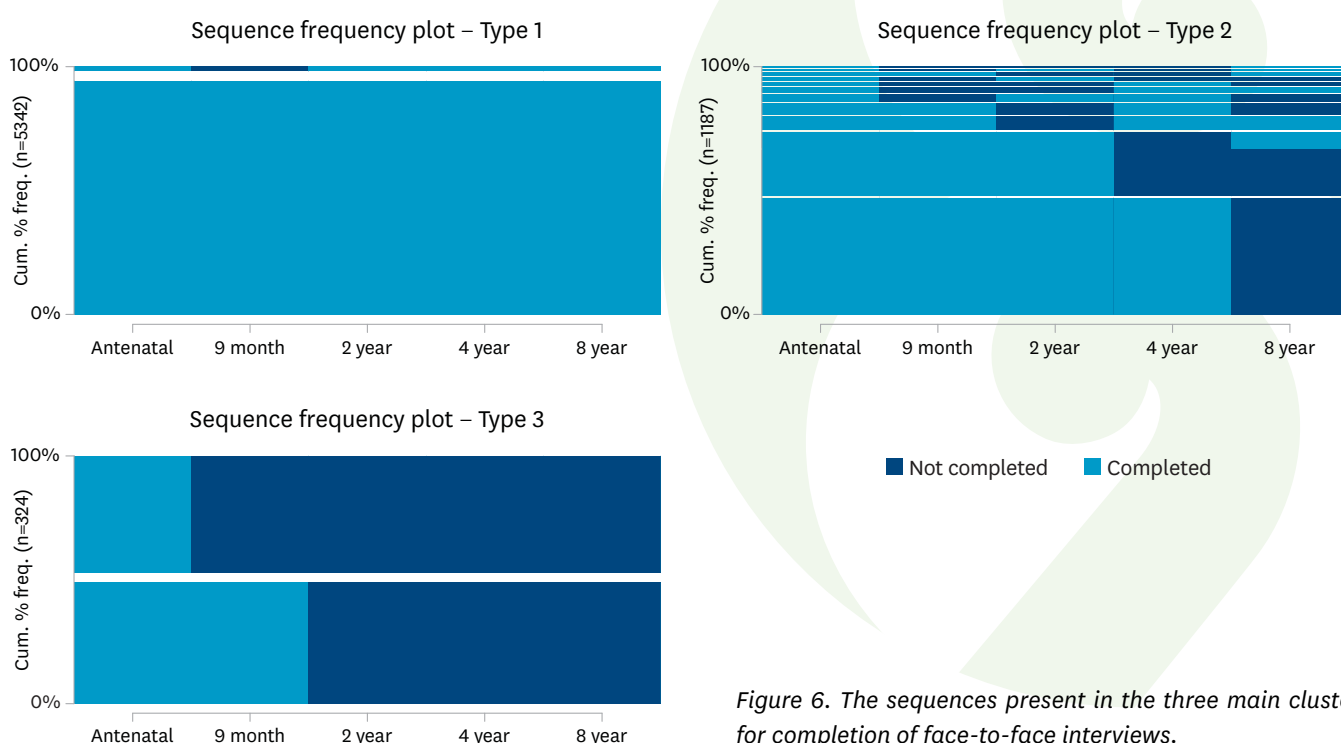 Sequence frequency plot – Type 1
100%
Cum. % freq. (n=5342)
0%
Antenatal 9 month 2 year 4 year 8 year
Sequence frequency plot – Type 2
100%
Cum. % freq. (n=1187)
0%
Antenatal 9 month 2 year 4 year 8 year
Sequence frequency plot – Type 3
100%
Cum. % freq. (n=324)
0%
Antenatal 9 month 2 year 4 year 8 year
Not completed Completed
Figure 6. The sequences present in the three main
for completion of face-to-face interviews.